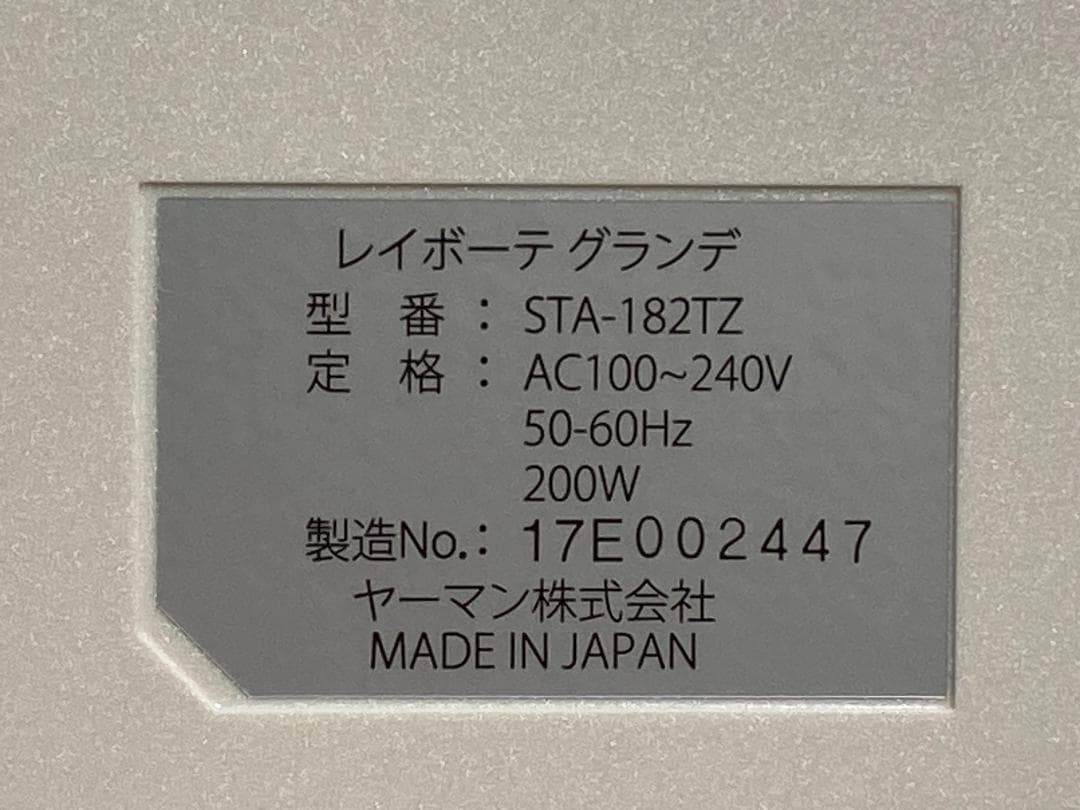 レイボーテ グランデ
型 番 : STA-182TZ
定 格 : AC100~240V
50-60Hz
200W
製造No.: 17E002447
ヤーマン株式会社
MADE IN JAPAN